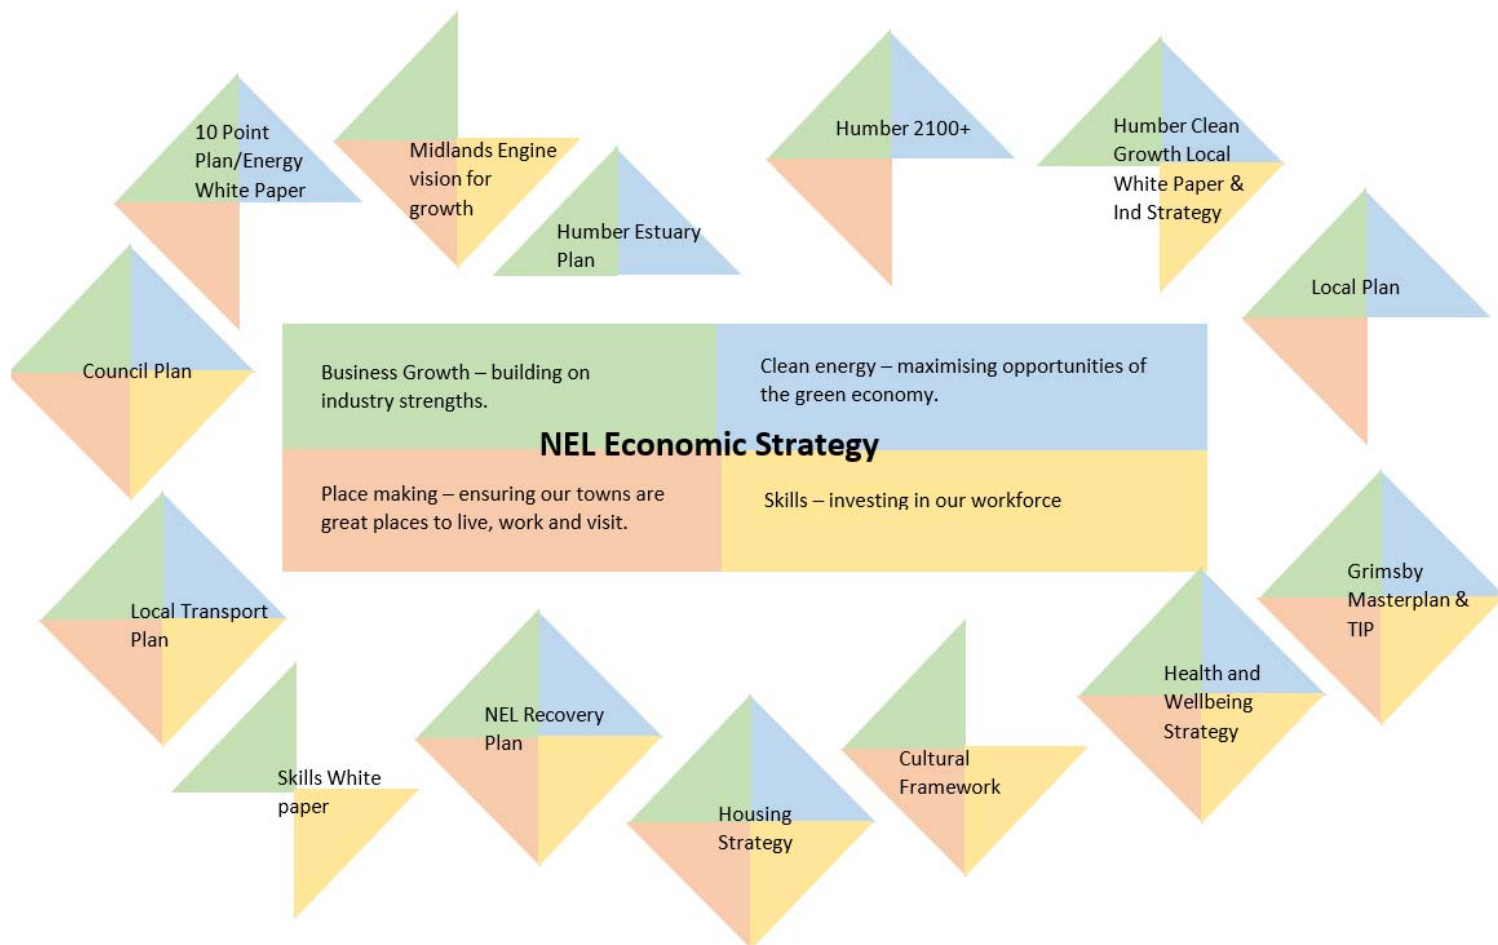 10 Point
Plan/Energy
White Paper
Midlands Engine
vision for
growth
Humber Estuary
Plan
Humber 2100+
Humber Clean
Growth Local
White Paper &
Ind Strategy
Local Plan
Council Plan
Business Growth – building on
industry strengths.
Clean energy – maximising opportunities of
the green economy.
NEL Economic Strategy
Place making – ensuring our towns are
great places to live, work and visit.
Skills – investing in our workforce
Local Transport
Plan
Skills White
paper
NEL Recovery
Plan
Housing
Strategy
Cultural
Framework
Health and
Wellbeing
Strategy
Grimsby
Masterplan &
TIP